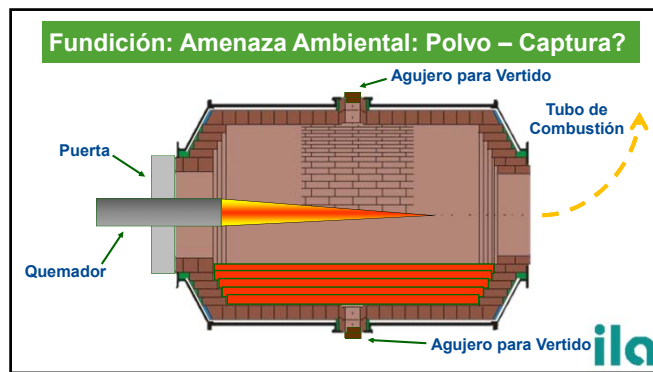 Fundición: Amenaza Ambiental: Polvo – Captura?
Agujero para Vertido
Tubo de
Combustión
Puerta
Quemador
Agujero para Vertido
ila